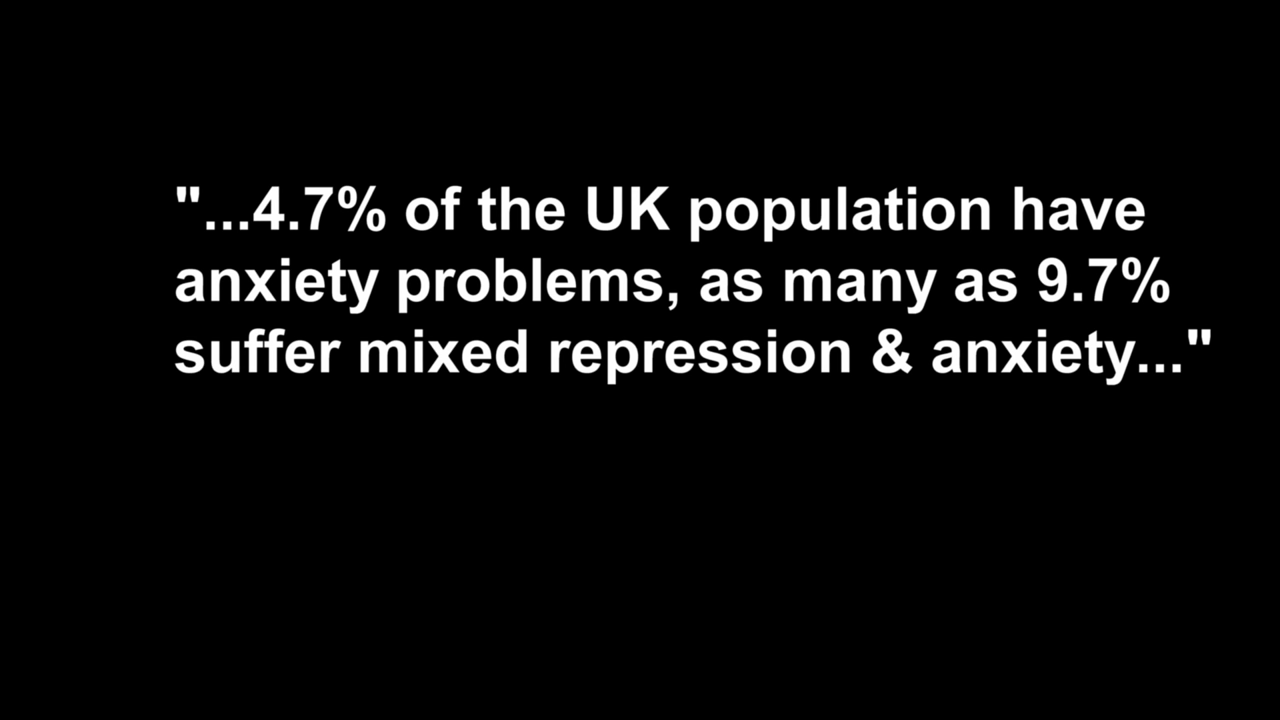 "...4.7% of the UK population have
anxiety problems, as many as 9.7%
suffer mixed repression & anxiety..."